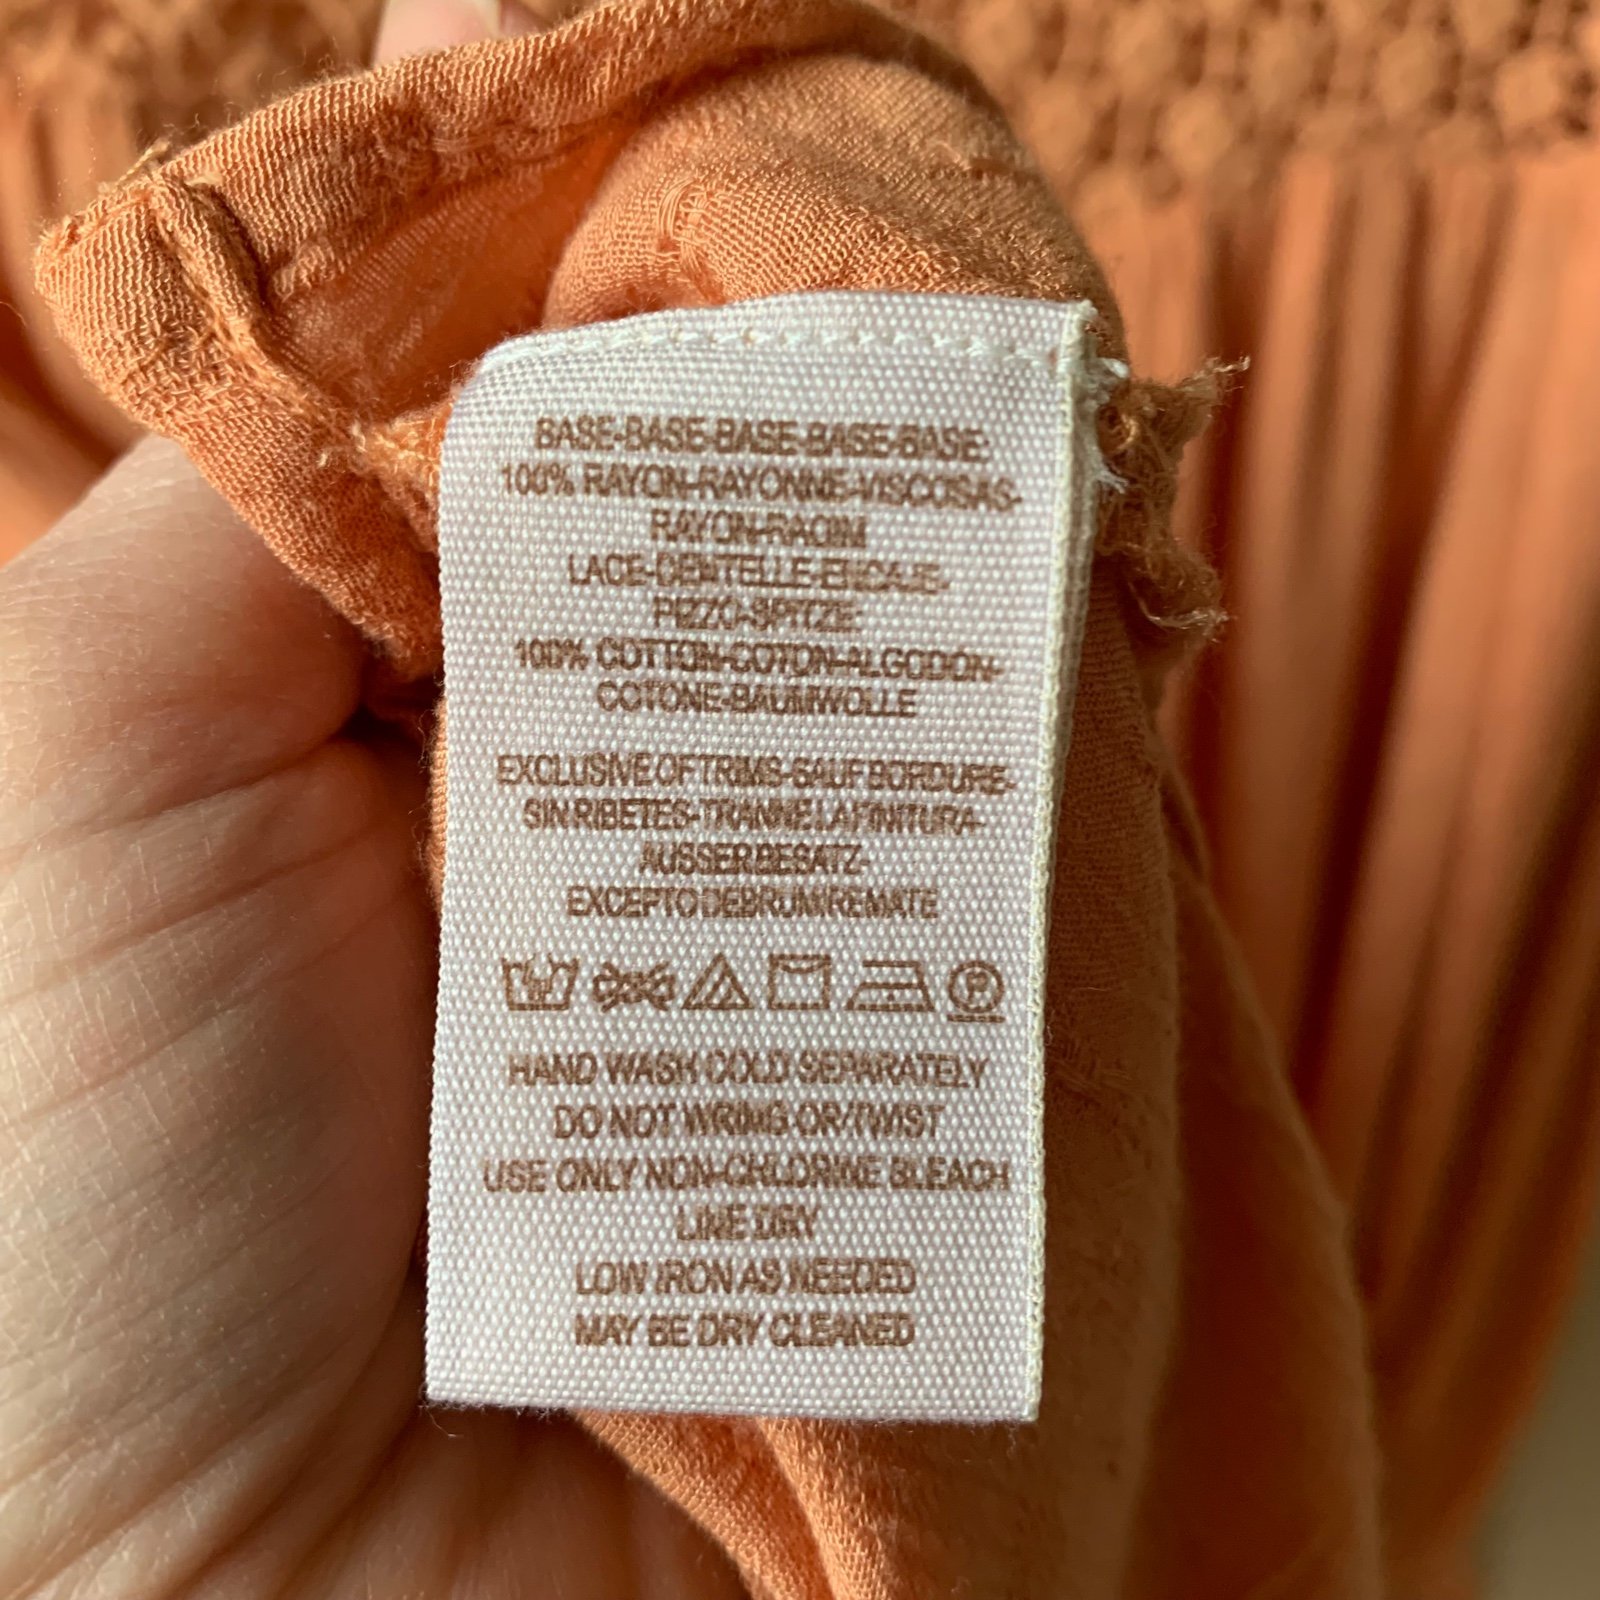 BASE-BASE-BASE-BASE-BASE
100% RAYON-RAYONNE-VISCOSAS-
RAYON-RAOIM
LACE-DENTELLE-ENCAJE-
PIZZO-SPITZE
100% COTTON-COTON-ALGODON-
COTONE-BAUMWOLLE
EXCLUSIVE OF TRIMS-SAUF BORDURE-
SIN RIBETES-TRANNE LA FINITURA-
AUSSER BESATZ-
EXCEPTO DEBRUM/REMATE
P
HAND WASH COLD SEPARATELY
DO NOT WRING OR/TWIST
USE ONLY NON-CHLORINE BLEACH
LINE DRY
LOW IRON AS NEEDED
MAY BE DRY CLEANED